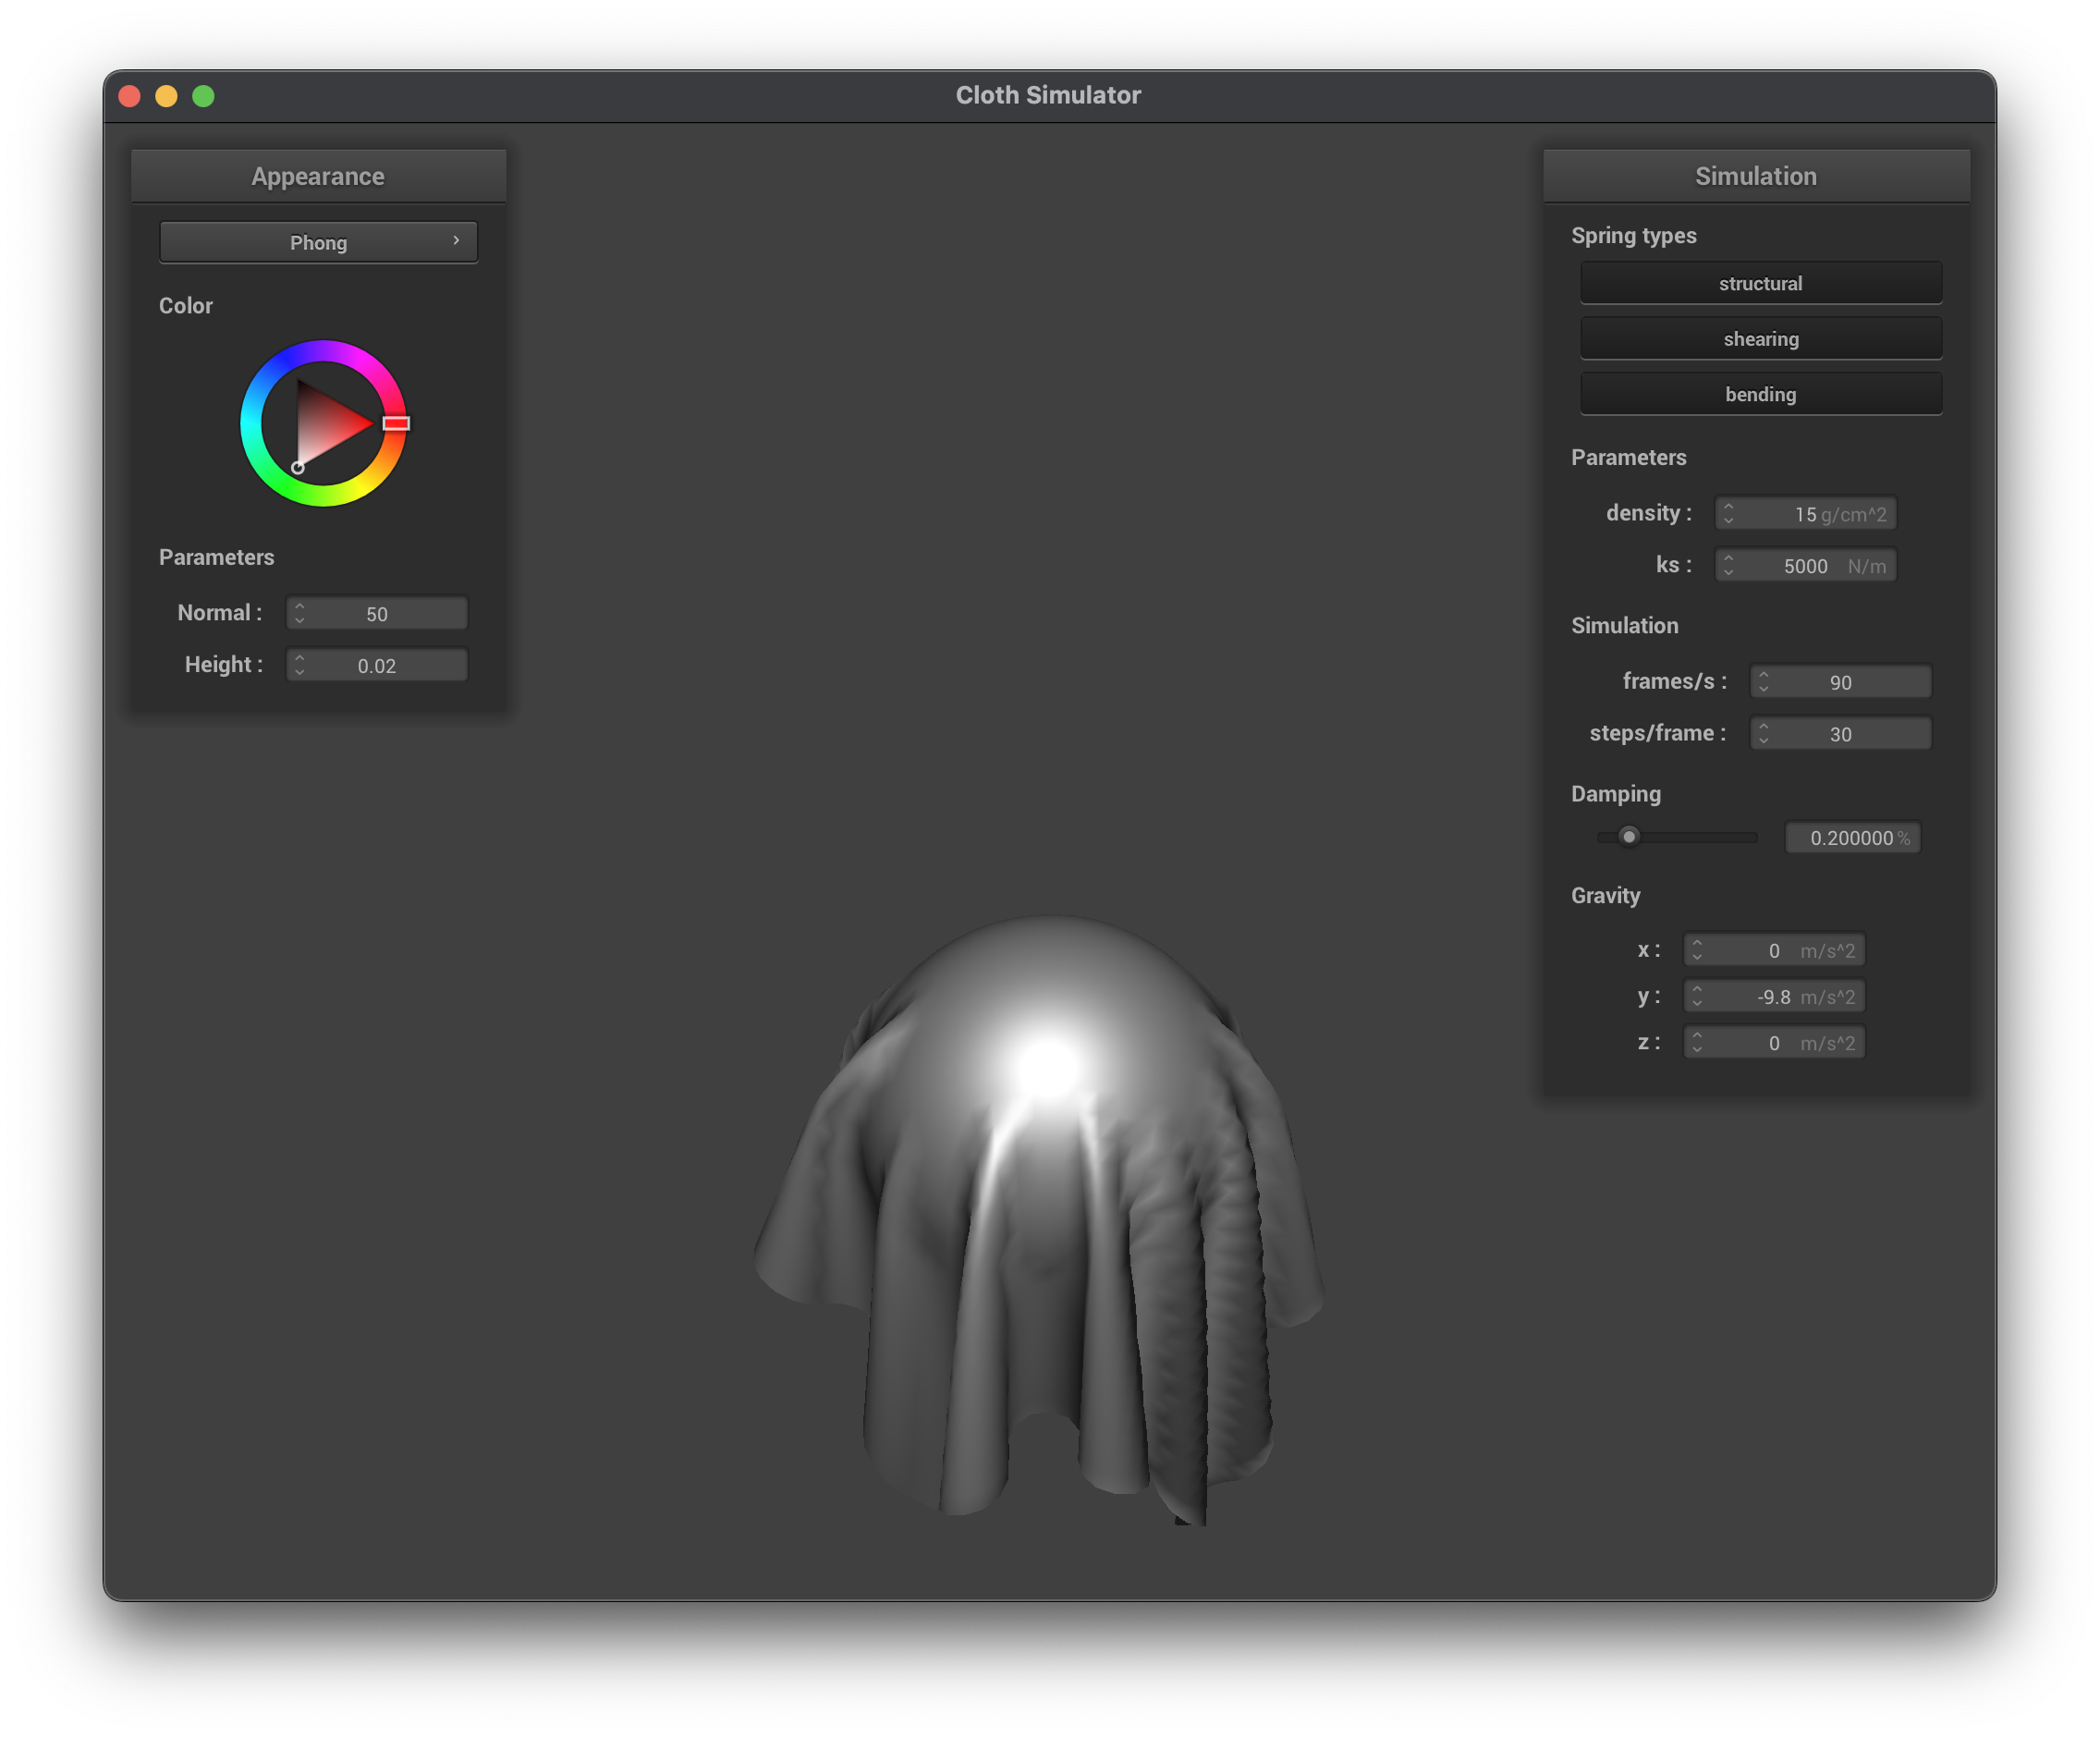 Cloth Simulator
Appearance
Phong
Color
Parameters
Normal : 50
Height : 0.02
Simulation
Spring types
structural
shearing
bending
Parameters
density : 15 g/cm^2
ks : 5000 N/m
Simulation
frames/s : 90
steps/frame : 30
Damping
0.200000 %
Gravity
x : 0 m/s^2
y : -9.8 m/s^2
z : 0 m/s^2